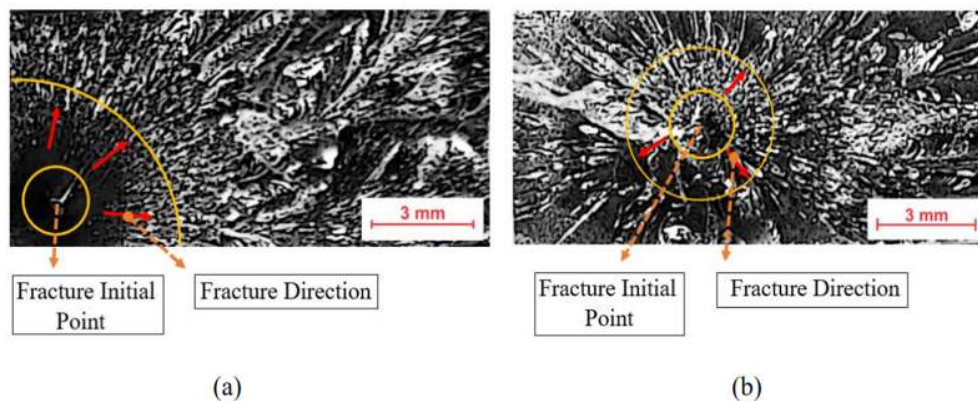 3 mm
3 mm
Fracture Initial
Point
Fracture Direction
Fracture Initial
Point
Fracture Direction
(a)
(b)